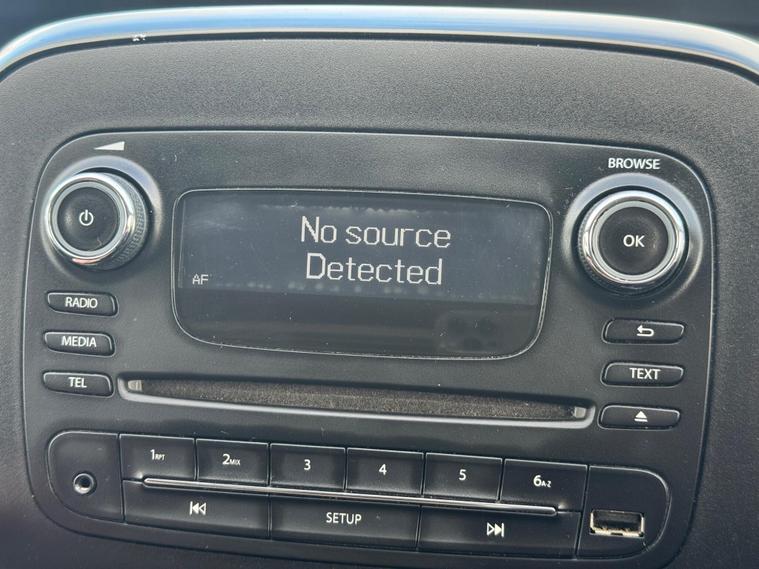 BROWSE
No source
Detected
AF
OK
RADIO
MEDIA
TEL
TEXT
1RPT 2MIX 3 4 5 6A-Z
SETUP